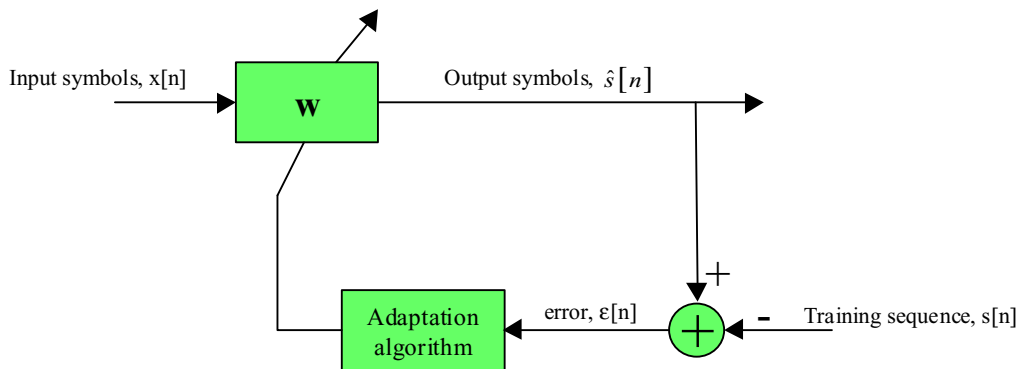 Input symbols, x[n]
Output symbols, ŝ[n]
w
+
Adaptation
algorithm
error, ε[n]
+
-
Training sequence, s[n]